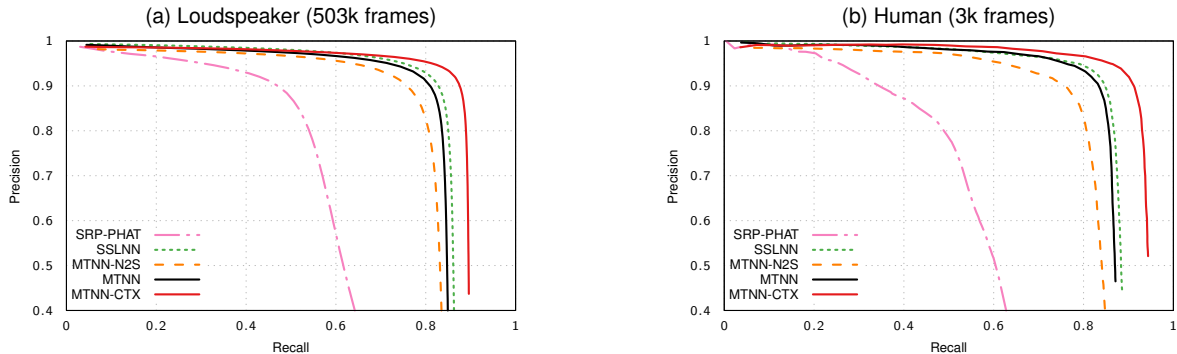 (a) Loudspeaker (503k frames)
Precision
1
0.9
0.8
0.7
0.6
0.5
0.4
SRP-PHAT
SSLNN
MTNN-N2S
MTNN
MTNN-CTX
0 0.2 0.4 0.6 0.8 1
Recall
(b) Human (3k frames)
Precision
1
0.9
0.8
0.7
0.6
0.5
0.4
SRP-PHAT
SSLNN
MTNN-N2S
MTNN
MTNN-CTX
0 0.2 0.4 0.6 0.8 1
Recall